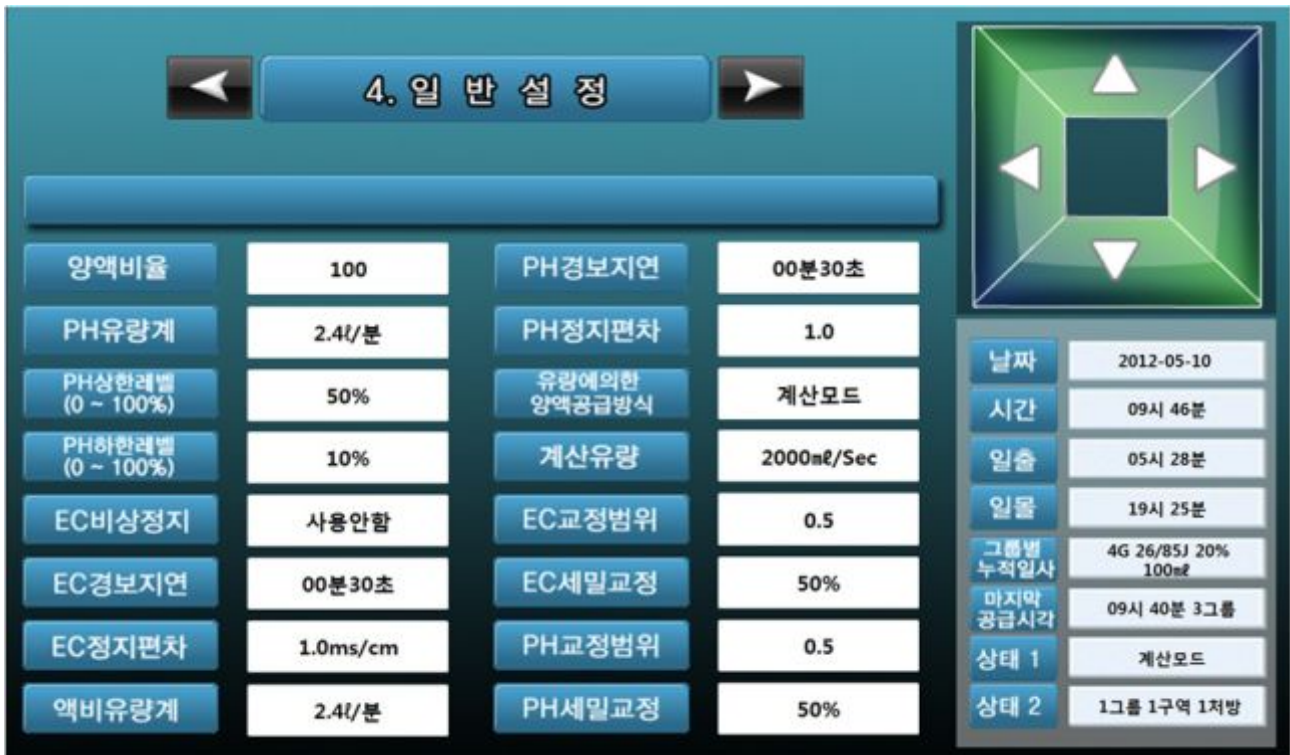 4. 일 반 설 정
양액비율 100 PH경보지연 00분30초
PH유량계 2.4ℓ/분 PH정지편차 1.0
PH상한레벨
(0 ~ 100%) 50% 유량에의한
양액공급방식 계산모드
PH하한레벨
(0 ~ 100%) 10% 계산유량 2000㎖/Sec
EC비상정지 사용안함 EC교정범위 0.5
EC경보지연 00분30초 EC세밀교정 50%
EC정지편차 1.0ms/cm PH교정범위 0.5
액비유량계 2.4ℓ/분 PH세밀교정 50%
날짜 2012-05-10
시간 09시 46분
일출 05시 28분
일몰 19시 25분
그룹별
누적일사 4G 26/85J 20%
100㎖
마지막
공급시각 09시 40분 3그룹
상태 1 계산모드
상태 2 1그룹 1구역 1처방